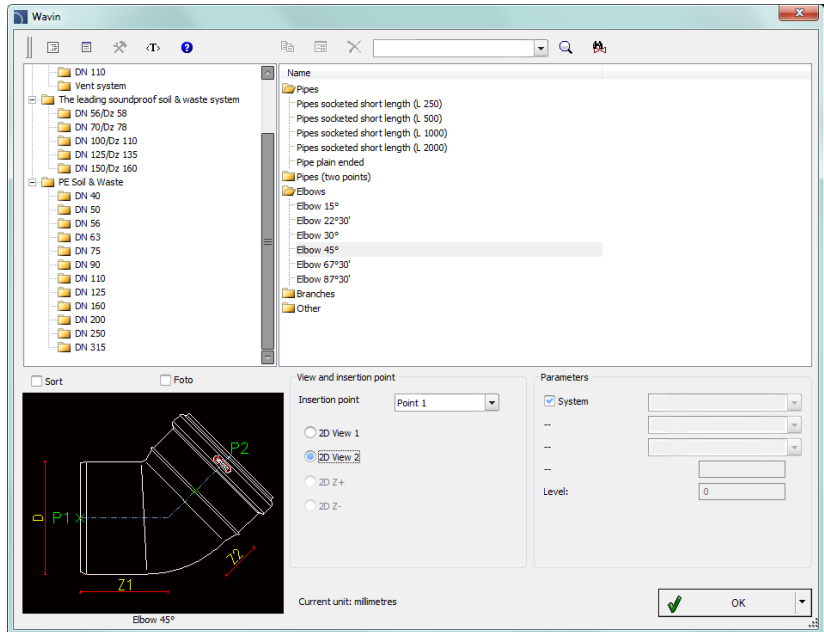 Wavin
DN 110
Vent system
The leading soundproof soil & waste system
DN 56/Dz 58
DN 70/Dz 78
DN 100/Dz 110
DN 125/Dz 135
DN 150/Dz 160
PE Soil & Waste
DN 40
DN 50
DN 56
DN 63
DN 75
DN 90
DN 110
DN 125
DN 160
DN 200
DN 250
DN 315
Name
Pipes
Pipes socketed short length (L 250)
Pipes socketed short length (L 500)
Pipes socketed short length (L 1000)
Pipes socketed short length (L 2000)
Pipe plain ended
Pipes (two points)
Elbows
Elbow 15°
Elbow 22°30'
Elbow 30°
Elbow 45°
Elbow 67°30'
Elbow 87°30'
Branches
Other
Sort
Foto
P2
D
P1
Z2
Z1
Elbow 45°
View and insertion point
Insertion point
Point 1
2D View 1
2D View 2
2D Z+
2D Z-
Current unit: milimetres
Parameters
System
--
--
--
Level:
0
OK